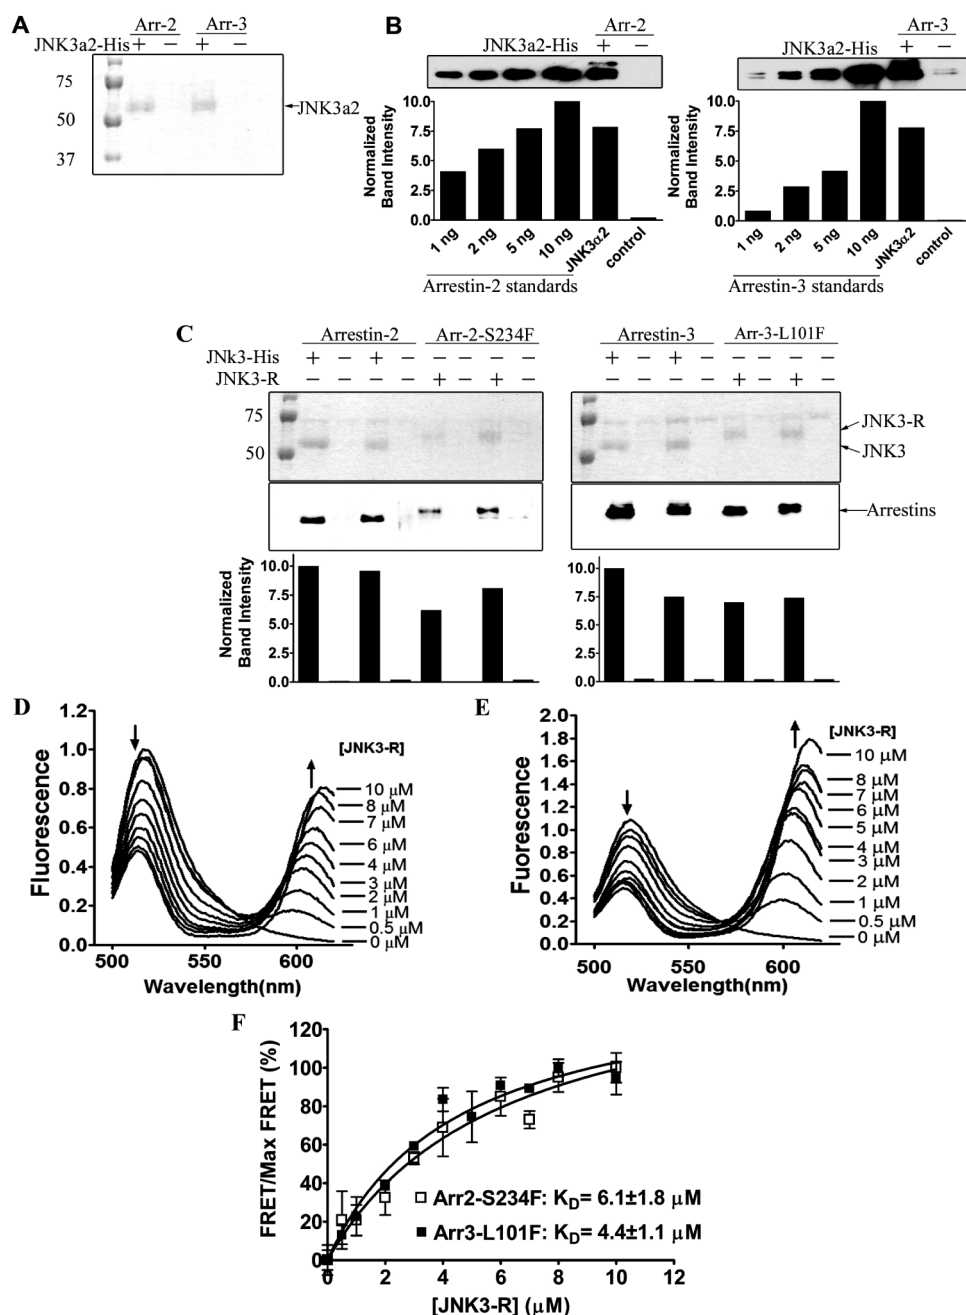 A
Arr-2 Arr-3
JNK3a2-His + − + −
75
50
37
JNK3a2
B
Arr-2
JNK3a2-His + −
Normalized
Band Intensity
10.0
7.5
5.0
2.5
0.0
1 ng 2 ng 5 ng 10 ng JNK3α2 control
Arrestin-2 standards
Arr-3
JNK3a2-His + −
Normalized
Band Intensity
10.0
7.5
5.0
2.5
0.0
1 ng 2 ng 5 ng 10 ng JNK3α2 control
Arrestin-3 standards
C
Arrestin-2 Arr-2-S234F Arrestin-3 Arr-3-L101F
JNk3-His + − + − − − − − + − + − − − − −
JNK3-R − − − − + − + − − − − − + − + −
75
50
75
50
JNK3-R
JNK3
Arrestins
Normalized
Band Intensity
10.0
7.5
5.0
2.5
0.0
10.0
7.5
5.0
2.5
0.0
D
Fluorescence
1.2
1.0
0.8
0.6
0.4
0.2
0.0
500 550 600
Wavelength(nm)
[JNK3-R]
10 μM
8 μM
7 μM
6 μM
4 μM
3 μM
2 μM
1 μM
0.5 μM
0 μM
E
Fuorescence
2.0
1.8
1.6
1.4
1.2
1.0
0.8
0.6
0.4
0.2
0.0
500 550 600
Wavelength(nm)
[JNK3-R]
10 μM
8 μM
7 μM
6 μM
5 μM
4 μM
3 μM
2 μM
1 μM
0.5 μM
0 μM
F
FRET/Max FRET (%)
120
100
80
60
40
20
0
0 2 4 6 8 10 12
[JNK3-R] (μM)
Arr2-S234F: KD= 6.1±1.8 μM
Arr3-L101F: KD= 4.4±1.1 μM